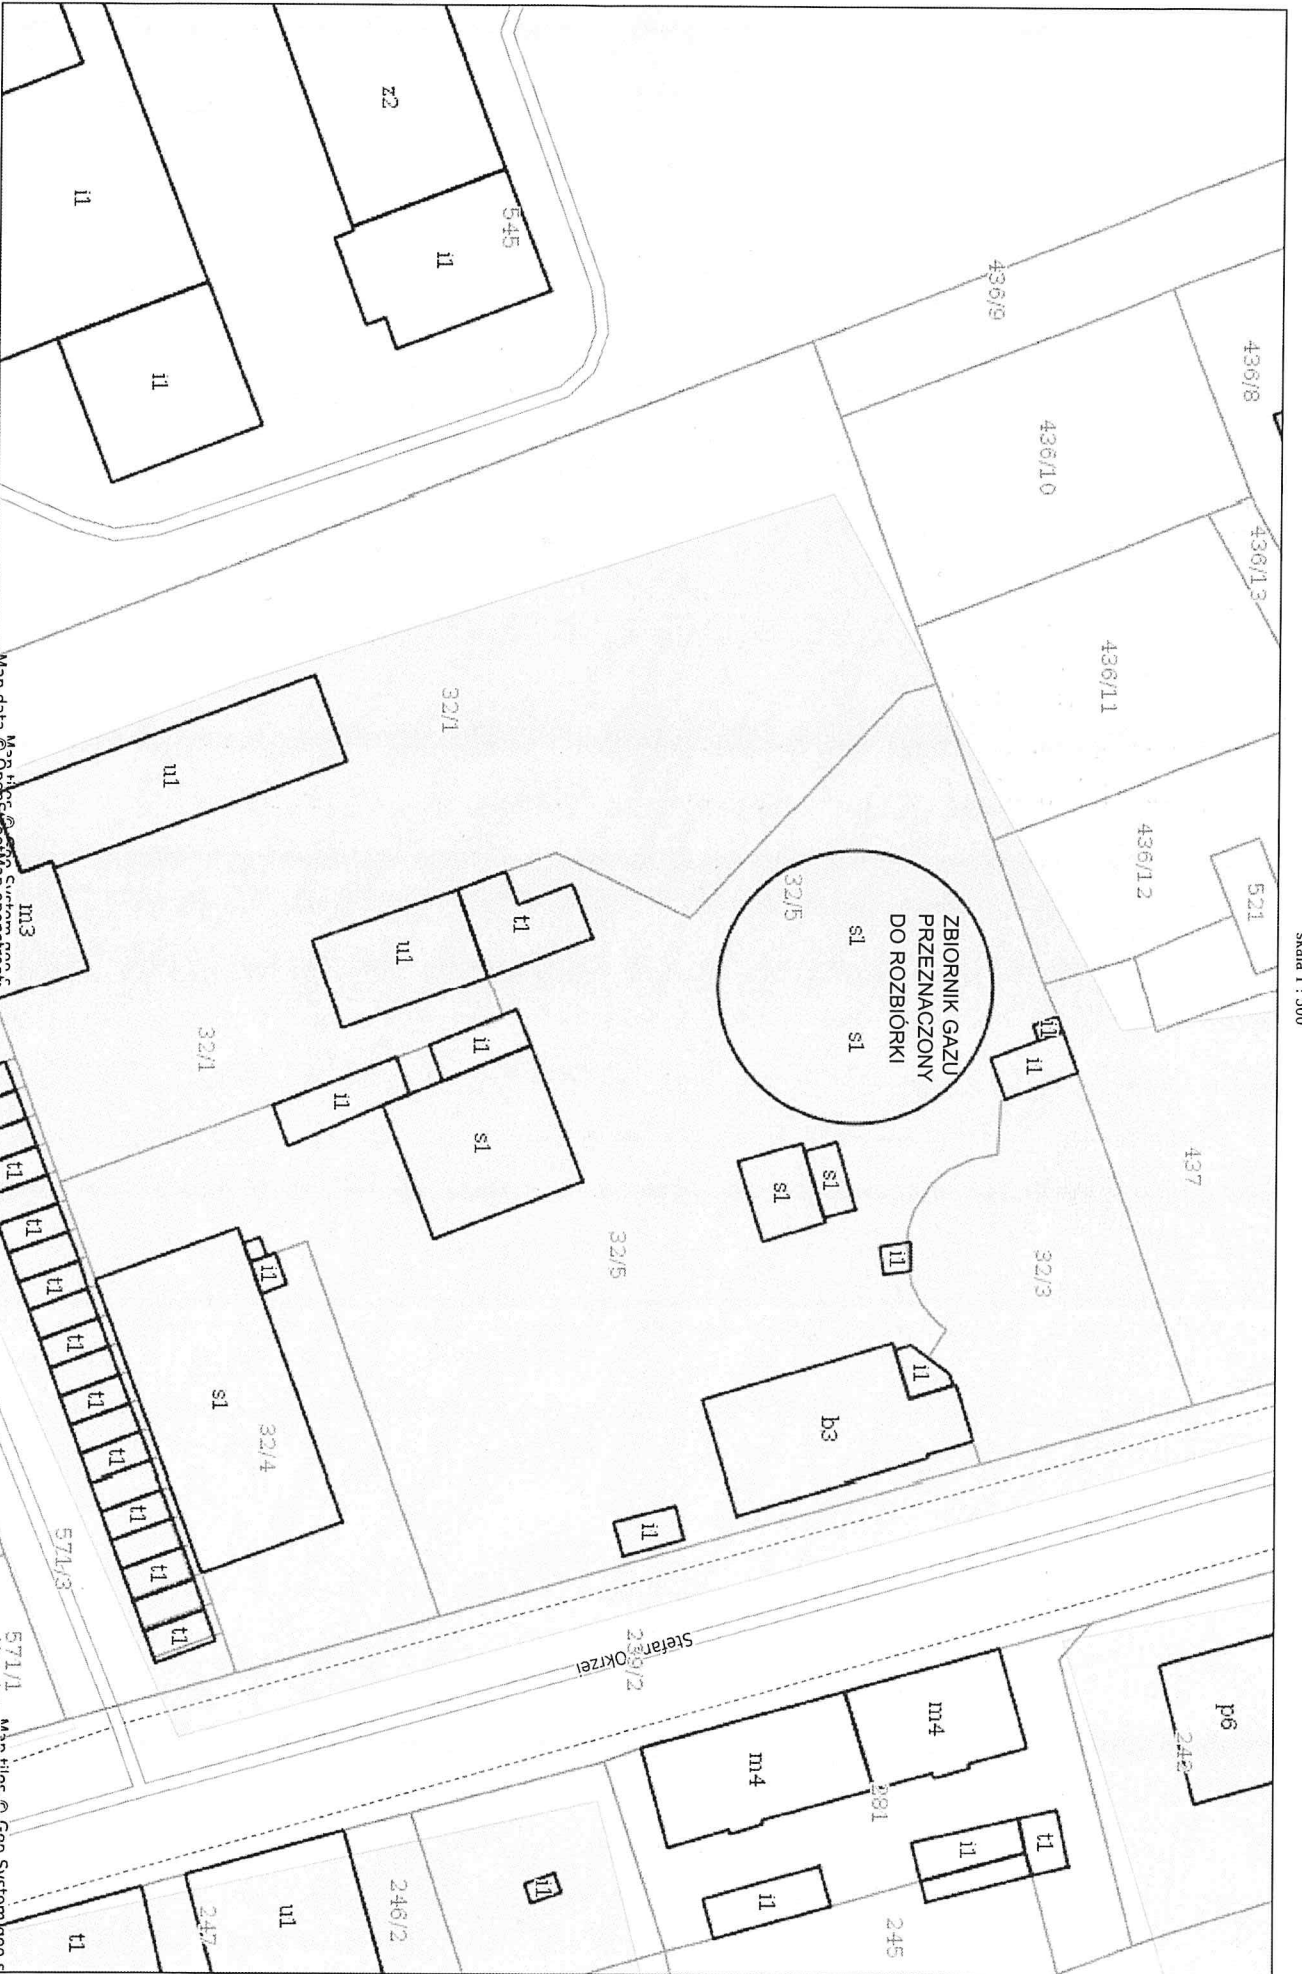 skala 1 : 500
436/8
436/9
436/13
436/10
436/11
436/12
521
z2
545
i1
i1
i1
32/1
u1
m3
32/5
ZBIORNIK GAZU
PRZEZNACZONY
DO ROZBIÓRKI
s1
s1
t1
u1
i1
i1
437
i1
i1
s1
32/1
s1
s1
32/3
i1
32/5
i1
i1
b3
s1
32/4
i1
t1
t1
t1
t1
t1
t1
t1
t1
t1
571/3
571/1
239/2
Stefana Okrzei
p6
242
m4
m4
281
t1
i1
i1
245
i1
246/2
u1
247
t1